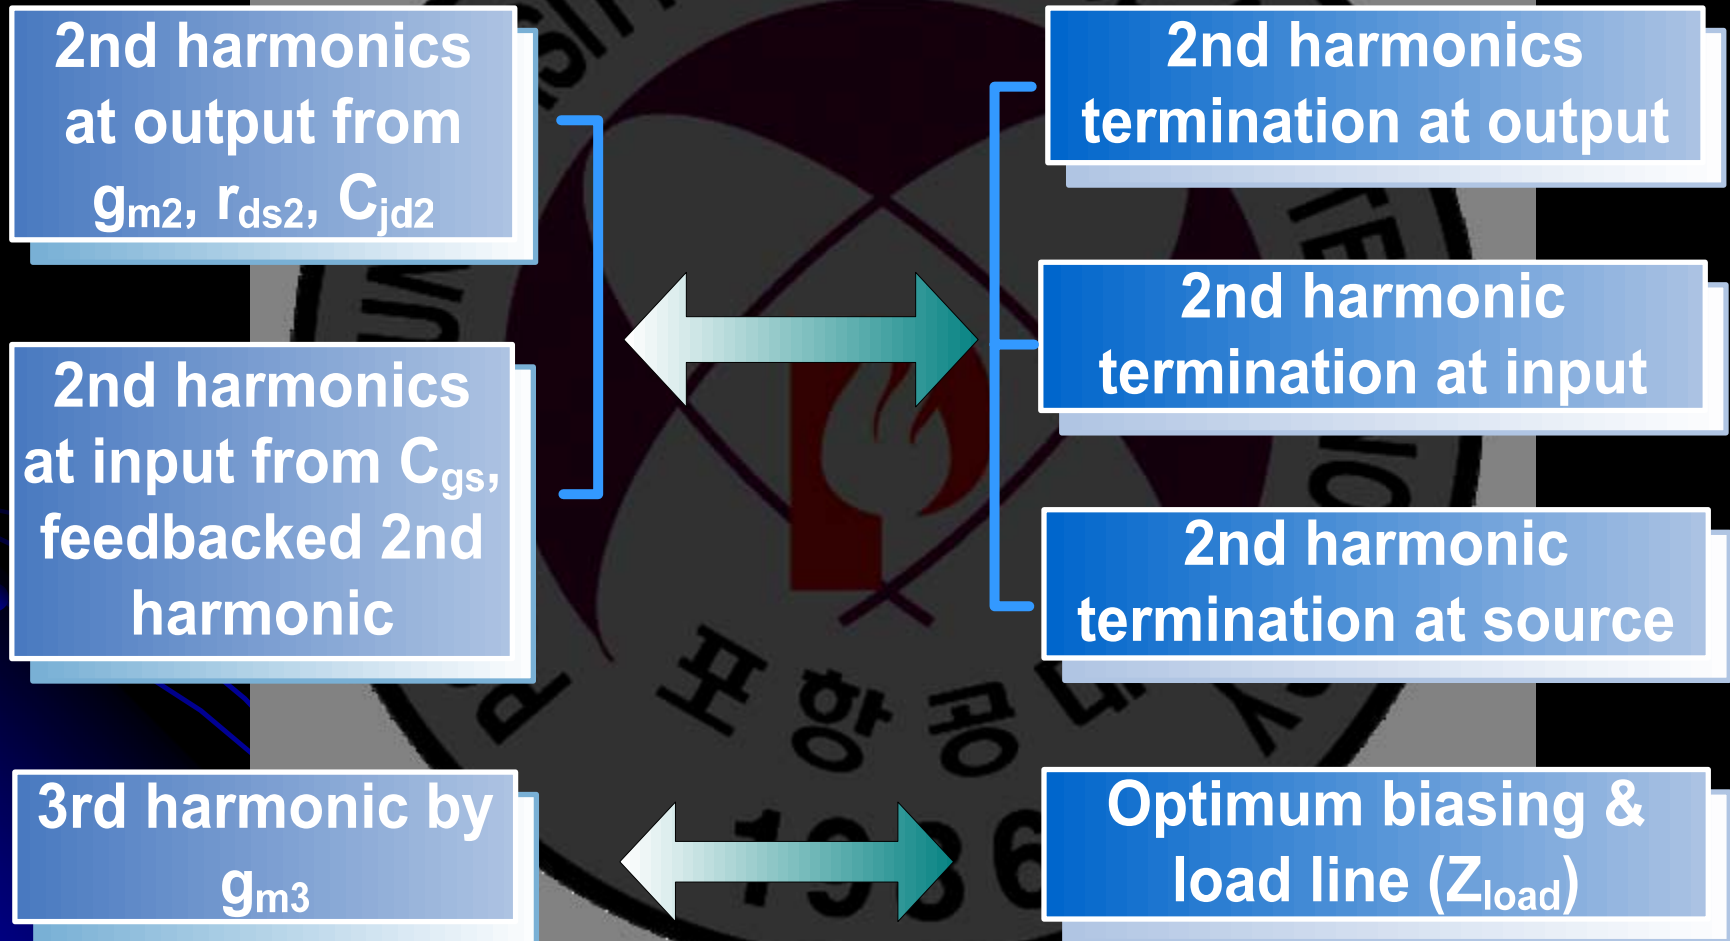 2nd harmonics
at output from
gm2, rds2, Cjd2
2nd harmonics
at input from Cgs,
feedbacked 2nd
harmonic
3rd harmonic by
gm3
2nd harmonics
termination at output
2nd harmonic
termination at input
2nd harmonic
termination at source
Optimum biasing &
load line (Zload)
포항공대
1986